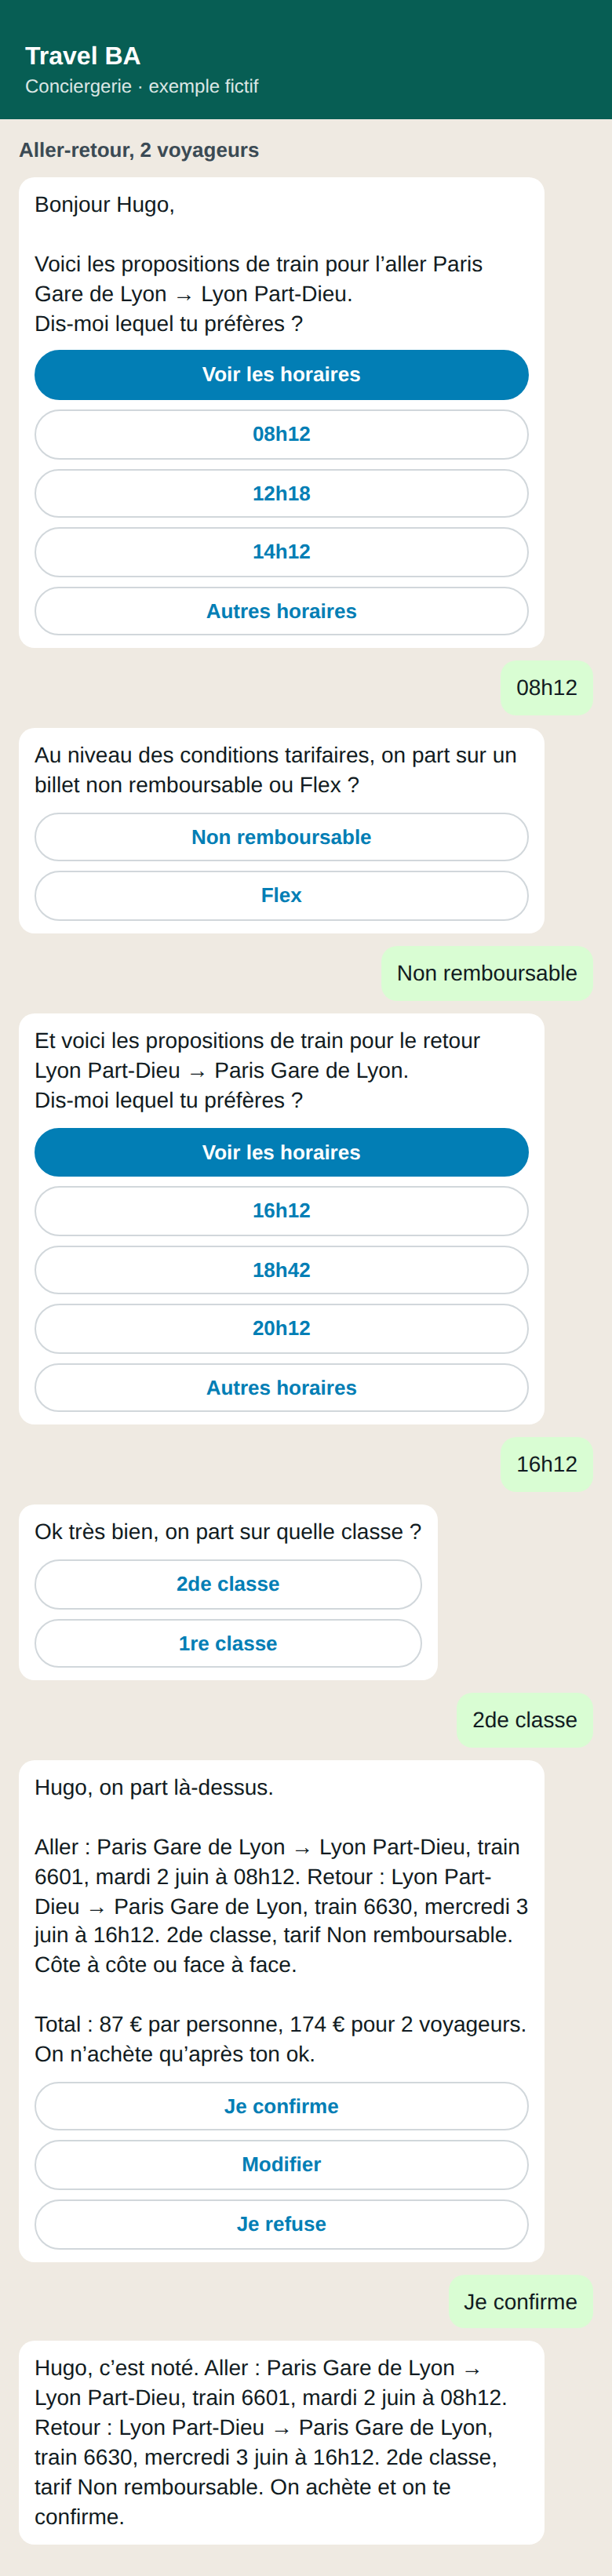 Travel BA
Conciergerie · exemple fictif
Aller-retour, 2 voyageurs
Bonjour Hugo,
Voici les propositions de train pour l’aller Paris
Gare de Lyon → Lyon Part-Dieu.
Dis-moi lequel tu préfères ?
Voir les horaires
08h12
12h18
14h12
Autres horaires
08h12
Au niveau des conditions tarifaires, on part sur un
billet non remboursable ou Flex ?
Non remboursable
Flex
Non remboursable
Et voici les propositions de train pour le retour
Lyon Part-Dieu → Paris Gare de Lyon.
Dis-moi lequel tu préfères ?
Voir les horaires
16h12
18h42
20h12
Autres horaires
16h12
Ok très bien, on part sur quelle classe ?
2de classe
1re classe
2de classe
Hugo, on part là-dessus.
Aller : Paris Gare de Lyon → Lyon Part-Dieu, train
6601, mardi 2 juin à 08h12. Retour : Lyon Part-
Dieu → Paris Gare de Lyon, train 6630, mercredi 3
juin à 16h12. 2de classe, tarif Non remboursable.
Côte à côte ou face à face.
Total : 87 € par personne, 174 € pour 2 voyageurs.
On n’achète qu’après ton ok.
Je confirme
Modifier
Je refuse
Je confirme
Hugo, c’est noté. Aller : Paris Gare de Lyon →
Lyon Part-Dieu, train 6601, mardi 2 juin à 08h12.
Retour : Lyon Part-Dieu → Paris Gare de Lyon,
train 6630, mercredi 3 juin à 16h12. 2de classe,
tarif Non remboursable. On achète et on te
confirme.